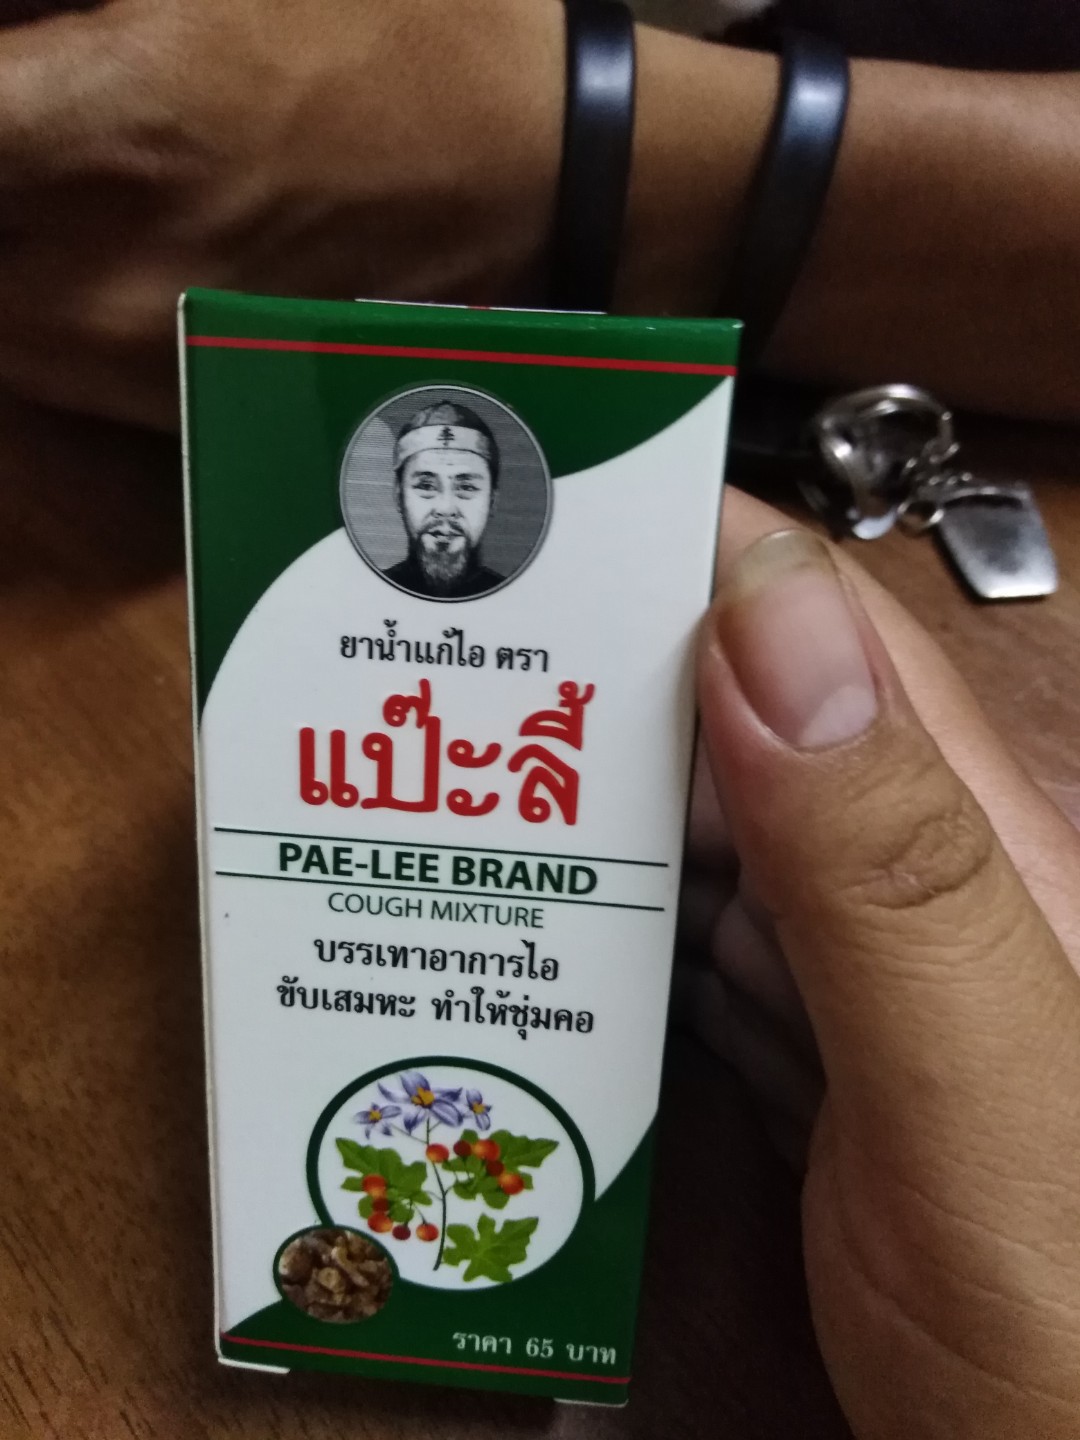 ยาน้ำแก้ไอ ตรา
แป๊ะลี้
PAE-LEE BRAND
COUGH MIXTURE
บรรเทาอาการไอ
ขับเสมหะ ทำให้ชุ่มคอ
ราคา 65 บาท